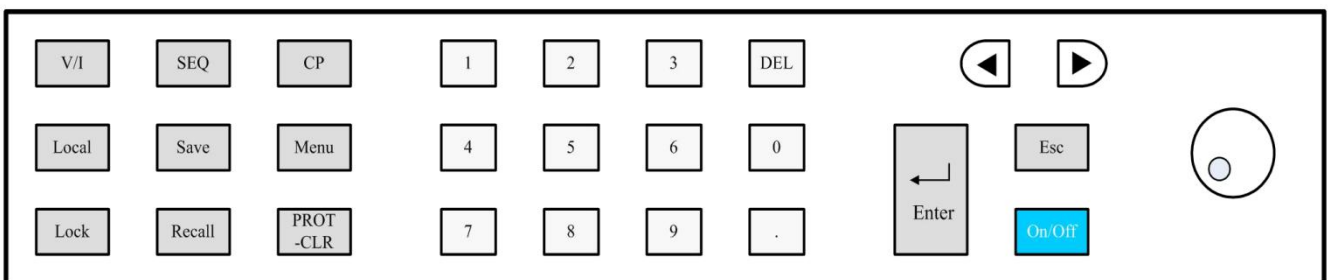 V/I SEQ CP 1 2 3 DEL
Local Save Menu 4 5 6 0 Esc
Lock Recall PROT
-CLR 7 8 9 . Enter On/Off